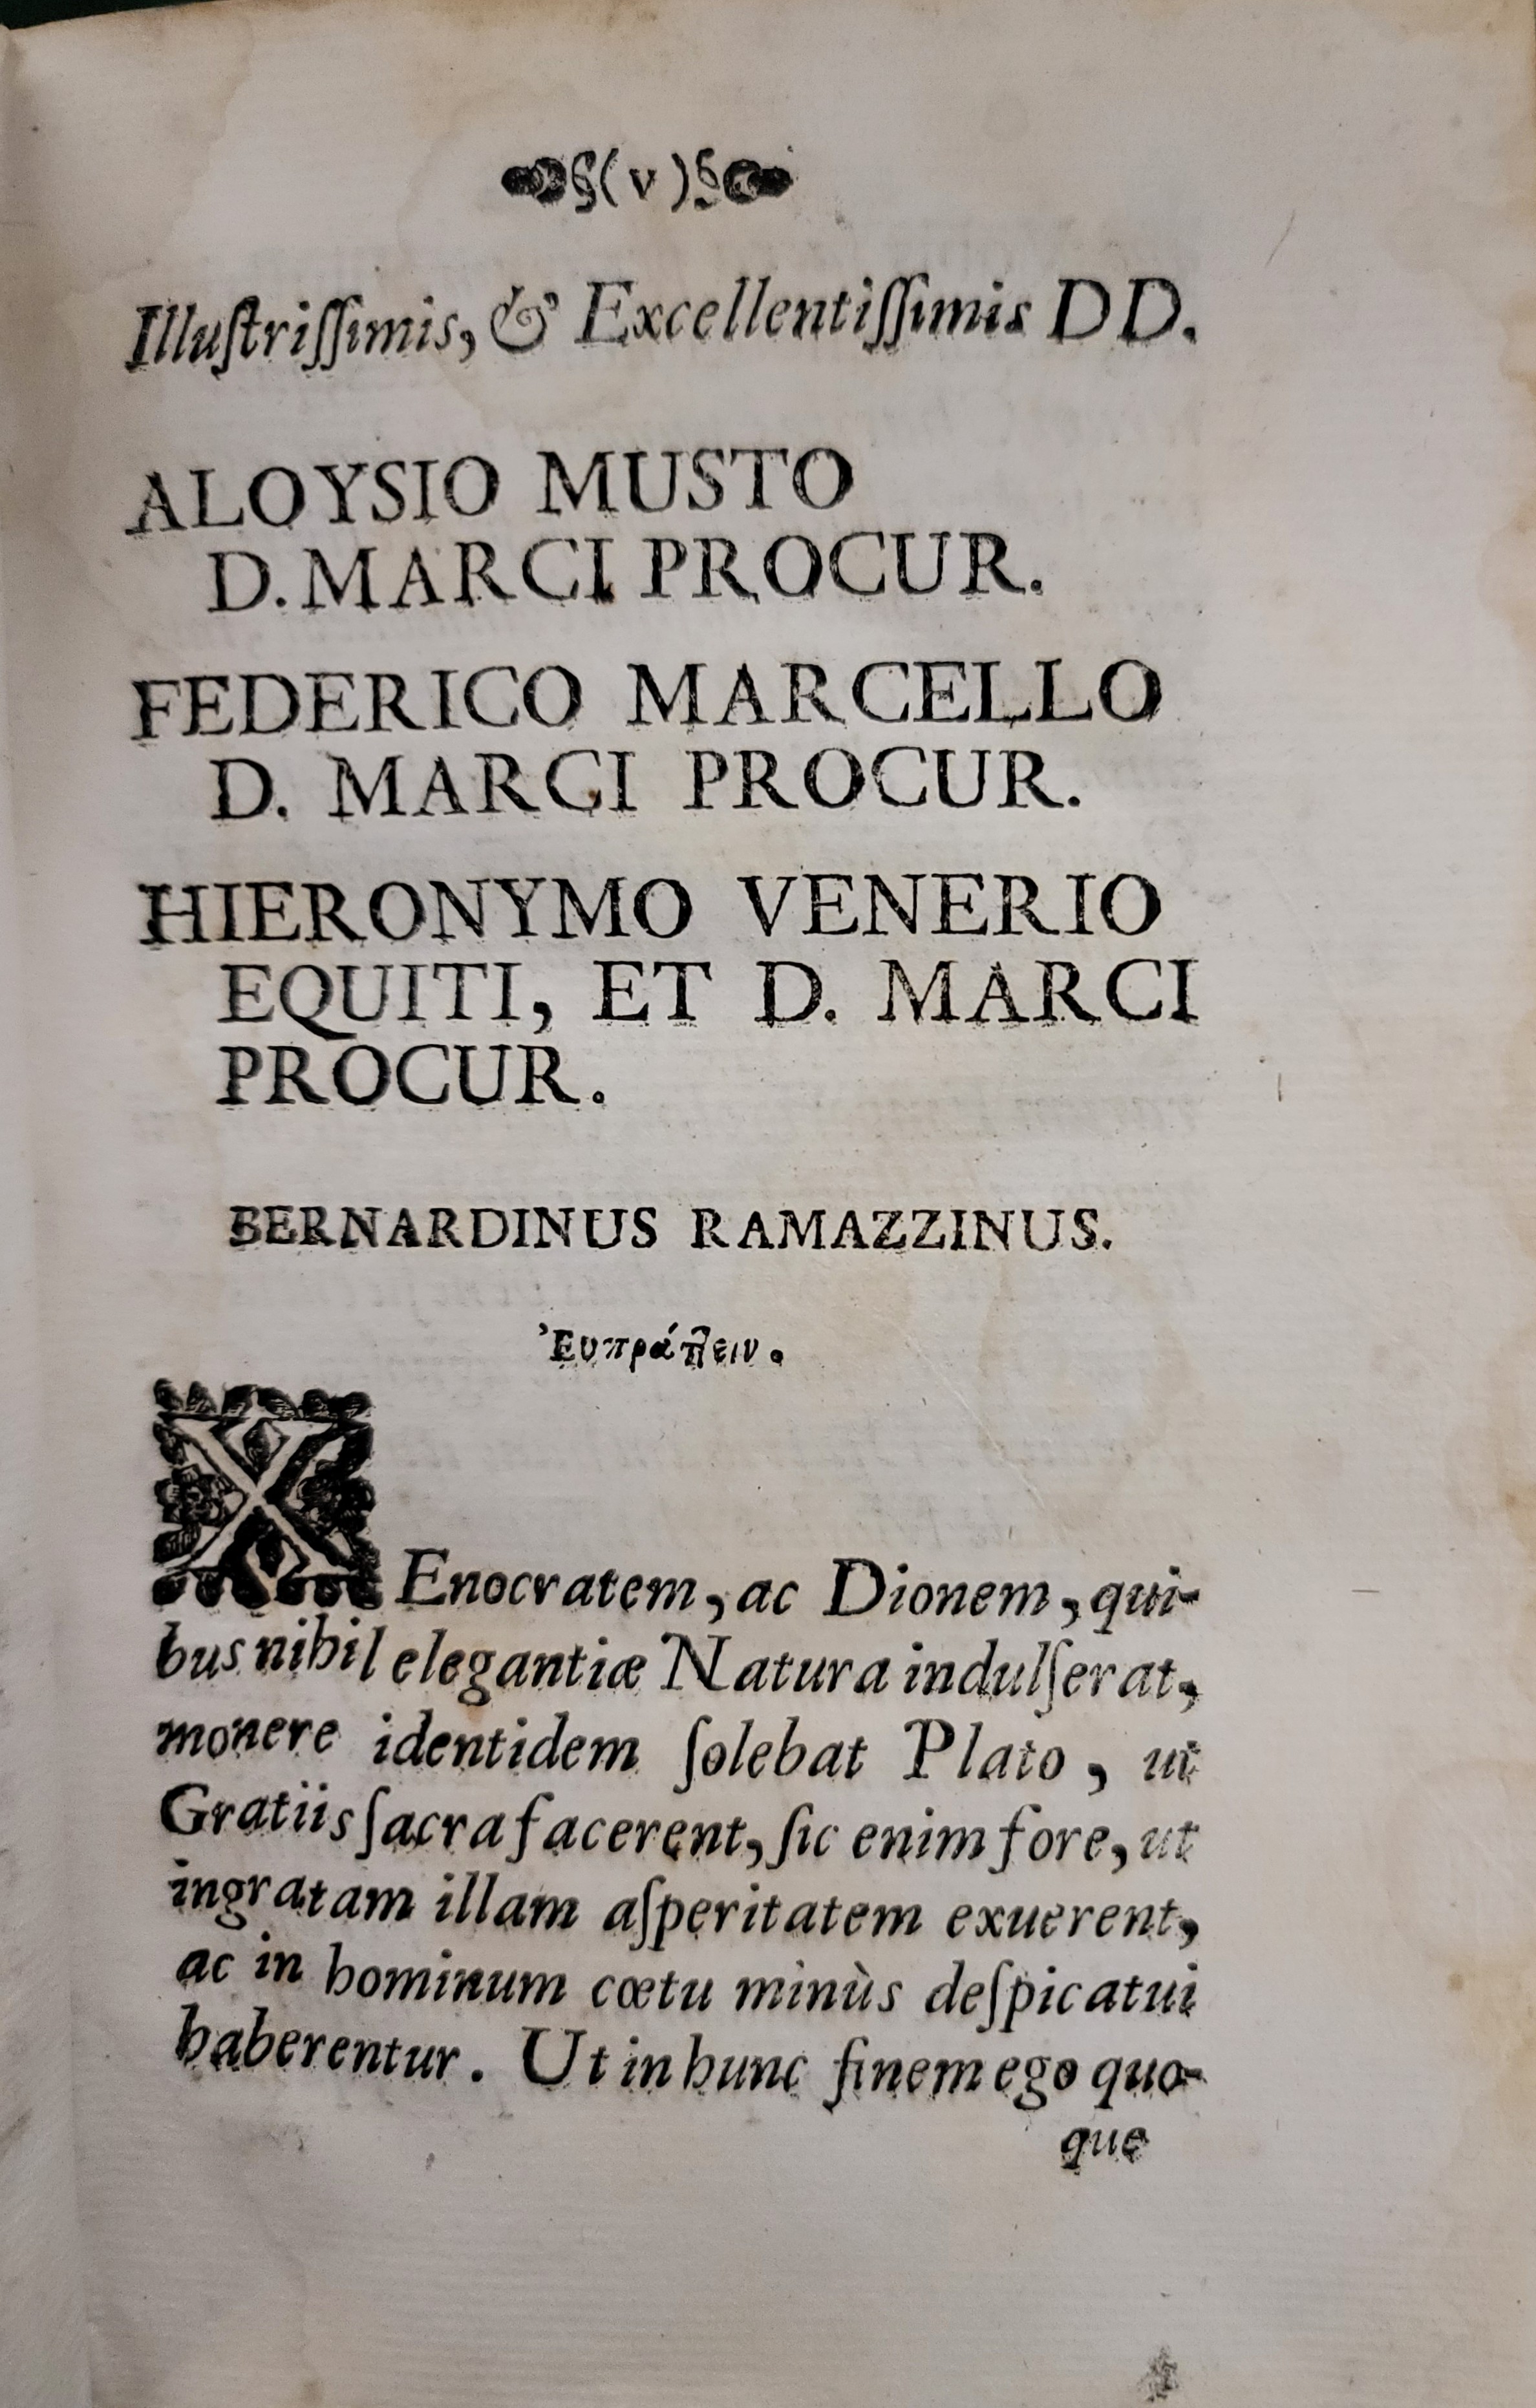 §( v )§
Illuſtriſſimis, & Excellentiſſimis DD.
ALOYSIO MUSTO
D. MARCI PROCUR.
FEDERICO MARCELLO
D. MARCI PROCUR.
HIERONYMO VENERIO
EQUITI, ET D. MARCI
PROCUR.
BERNARDINUS RAMAZZINUS.
Ἐυπράττειν.
XEnocratem, ac Dionem, qui-
bus nihil elegantiæ Natura indulſerat,
monere identidem ſolebat Plato, ut
Gratiis ſacra facerent, ſic enim fore, ut
ingratam illam aſperitatem exuerent,
ac in hominum cœtu minùs deſpicatui
haberentur. Ut in hunc finem ego quo-
que